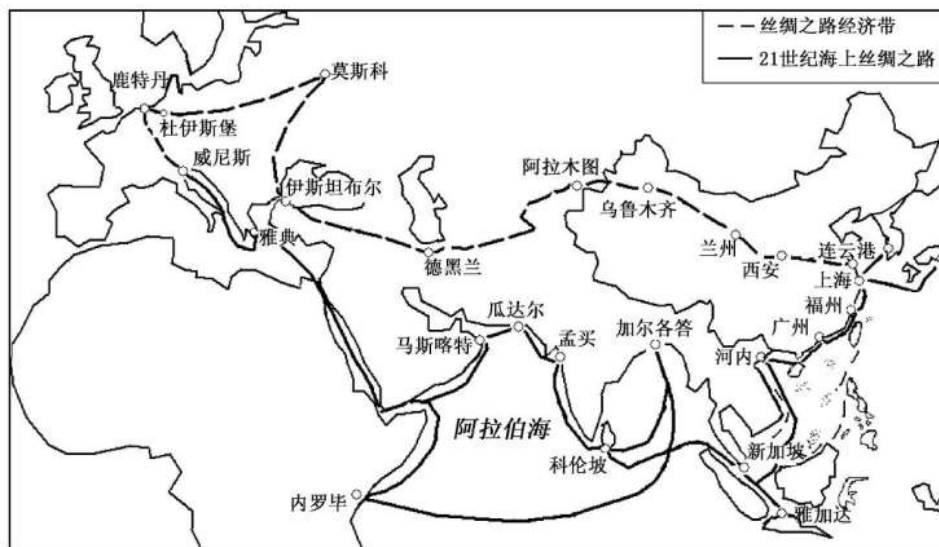 丝绸之路经济带
21世纪海上丝绸之路
莫斯科
鹿特丹
杜伊斯堡
威尼斯
阿拉木图
伊斯坦布尔
乌鲁木齐
雅典
兰州
德黑兰
西安
连云港
上海
瓜达尔
福州
马斯喀特
孟买
加尔各答
广州
河内
阿拉伯海
科伦坡
新加坡
内罗毕
雅加达